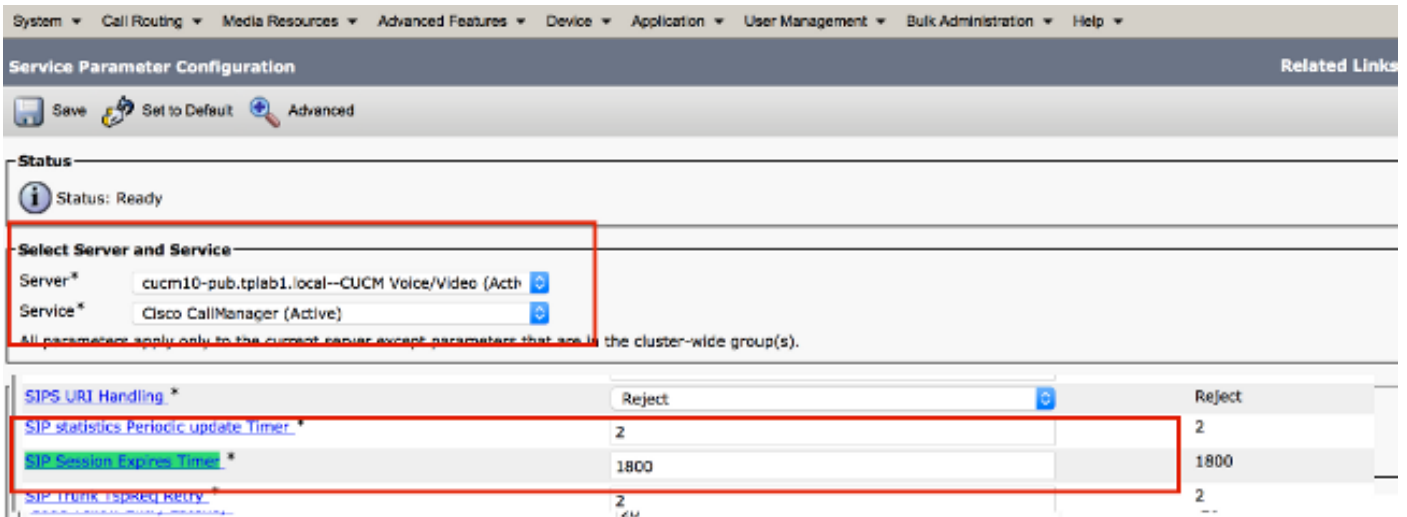 System Call Routing Media Resources Advanced Features Device Application User Management Bulk Administration Help
Service Parameter Configuration Related Links
Save Set to Default Advanced
Status
Status: Ready
Select Server and Service
Server* cucm10-pub.tplab1.local--CUCM Voice/Video (Activ
Service* Cisco CallManager (Active)
All parameters apply only to the current server except parameters that are in the cluster-wide group(s).
SIPS URI Handling * Reject Reject
SIP statistics Periodic update Timer * 2 2
SIP Session Expires Timer * 1800 1800
SIP Trunk TspReq Retry * 2 2